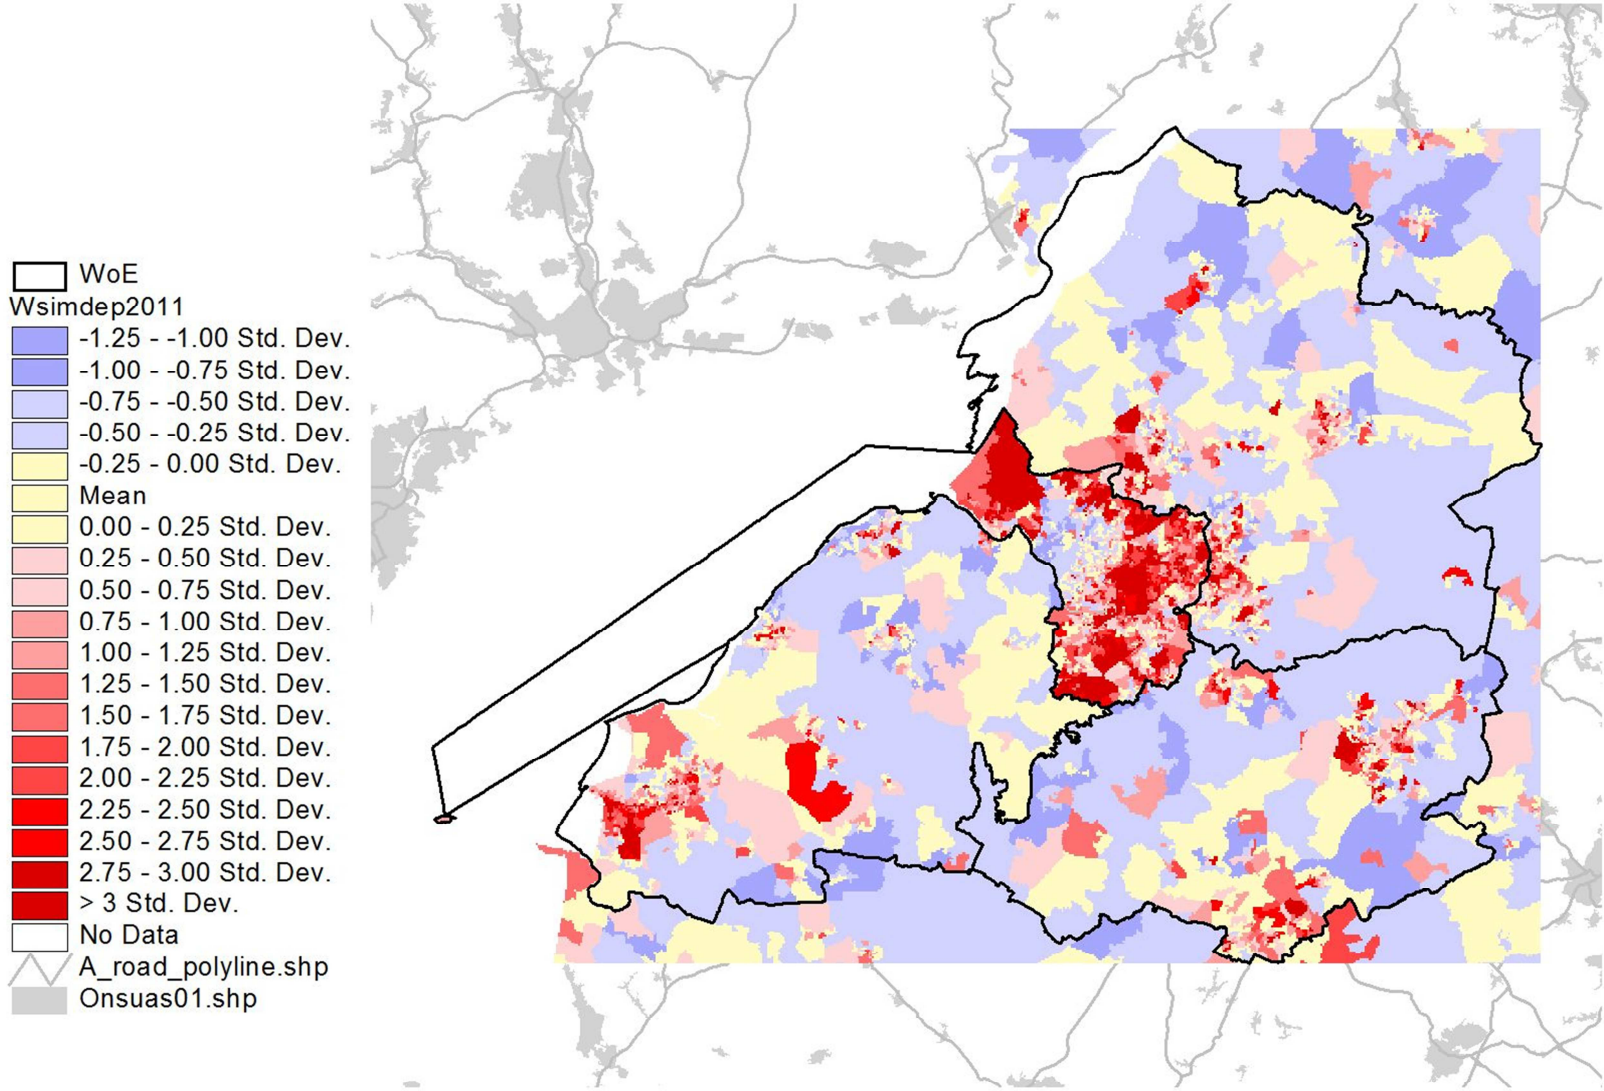 WoE
Wsimdep2011
-1.25 - -1.00 Std. Dev.
-1.00 - -0.75 Std. Dev.
-0.75 - -0.50 Std. Dev.
-0.50 - -0.25 Std. Dev.
-0.25 - 0.00 Std. Dev.
Mean
0.00 - 0.25 Std. Dev.
0.25 - 0.50 Std. Dev.
0.50 - 0.75 Std. Dev.
0.75 - 1.00 Std. Dev.
1.00 - 1.25 Std. Dev.
1.25 - 1.50 Std. Dev.
1.50 - 1.75 Std. Dev.
1.75 - 2.00 Std. Dev.
2.00 - 2.25 Std. Dev.
2.25 - 2.50 Std. Dev.
2.50 - 2.75 Std. Dev.
2.75 - 3.00 Std. Dev.
> 3 Std. Dev.
No Data
A_road_polyline.shp
Onsuas01.shp